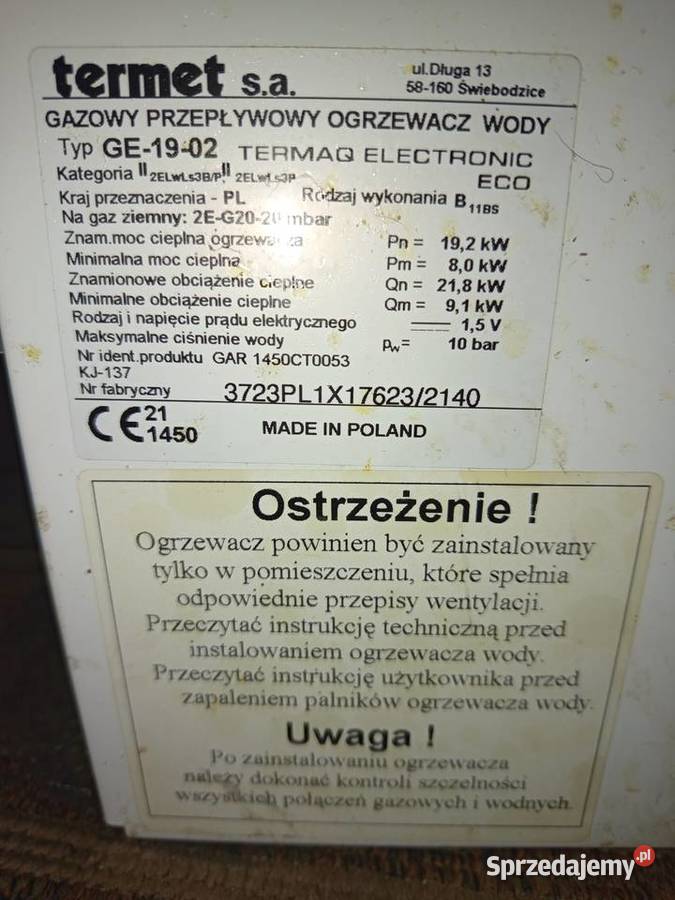 termet s.a.
ul.Długa 13
58-160 Świebodzice
GAZOWY PRZEPŁYWOWY OGRZEWACZ WODY
Typ GE-19-02 TERMAQ ELECTRONIC
ECO
Kategoria II2ELwLs3B/P, II2ELwLs3P
Kraj przeznaczenia - PL Rodzaj wykonania B11BS
Na gaz ziemny: 2E-G20-20 mbar
Znam.moc cieplna ogrzewacza Pn = 19,2 kW
Minimalna moc cieplna Pm = 8,0 kW
Znamionowe obciążenie cieplne Qn = 21,8 kW
Minimalne obciążenie cieplne Qm = 9,1 kW
Rodzaj i napięcie prądu elektrycznego 1,5 V
Maksymalne ciśnienie wody pw= 10 bar
Nr ident.produktu GAR 1450CT0053
KJ-137
Nr fabryczny 3723PL1X17623/2140
CE 21
1450
MADE IN POLAND
Ostrzeżenie !
Ogrzewacz powinien być zainstalowany
tylko w pomieszczeniu, które spełnia
odpowiednie przepisy wentylacji.
Przeczytać instrukcję techniczną przed
instalowaniem ogrzewacza wody.
Przeczytać instrukcję użytkownika przed
zapaleniem palników ogrzewacza wody.
Uwaga !
Po zainstalowaniu ogrzewacza
należy dokonać kontroli szczelności
wszystkich połączeń gazowych i wodnych.
Sprzedajemy.pl